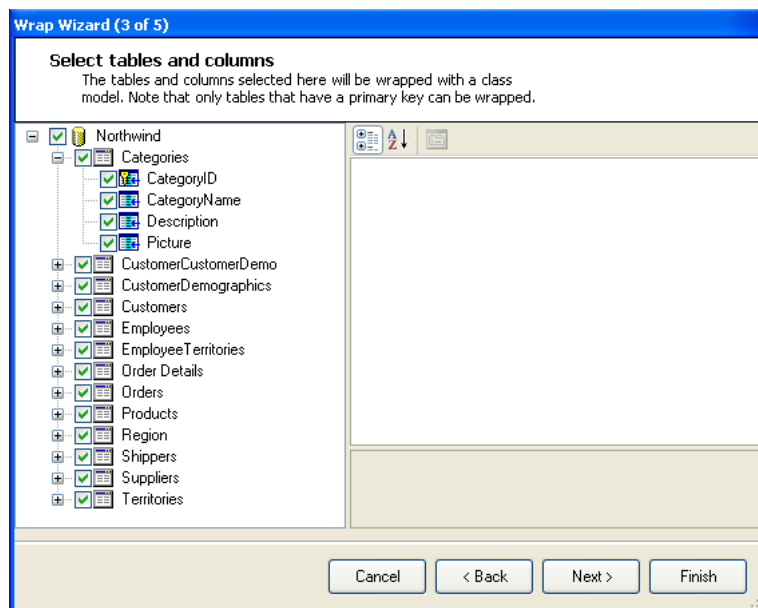 Wrap Wizard (3 of 5)
Select tables and columns
The tables and columns selected here will be wrapped with a class
model. Note that only tables that have a primary key can be wrapped.
Northwind
Categories
CategoryID
CategoryName
Description
Picture
CustomerCustomerDemo
CustomerDemographics
Customers
Employees
EmployeeTerritories
Order Details
Orders
Products
Region
Shippers
Suppliers
Territories
A
Z
Cancel
< Back
Next >
Finish